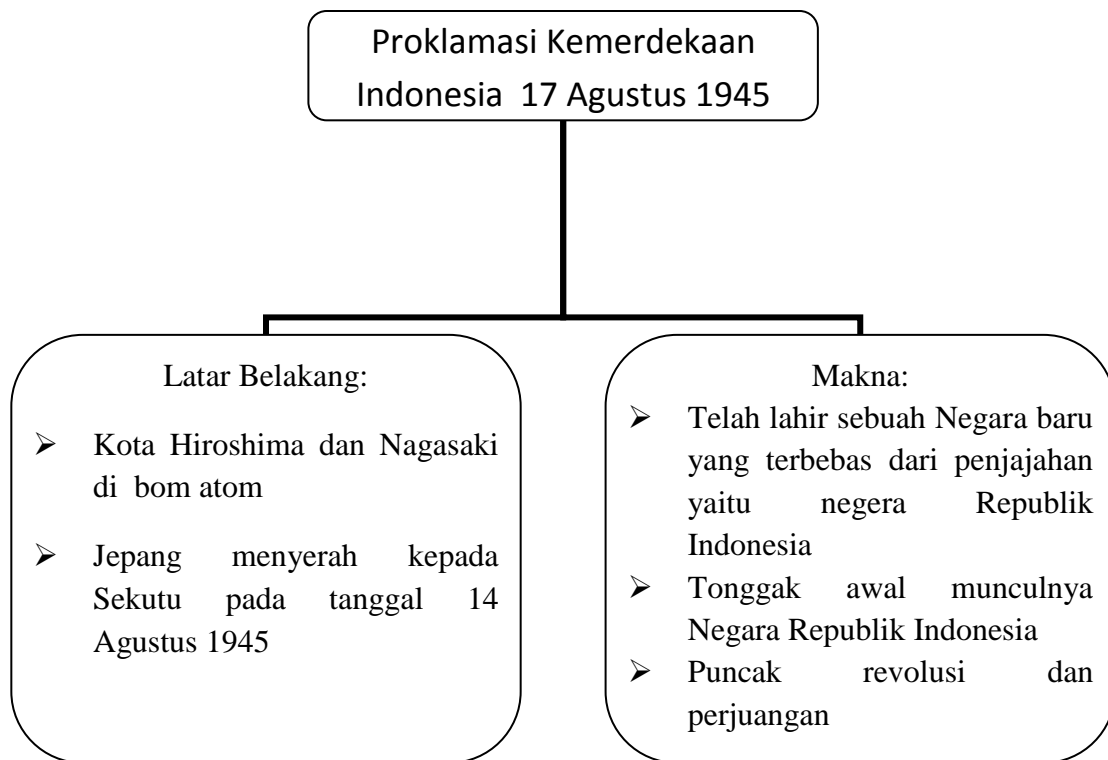 Proklamasi Kemerdekaan
Indonesia 17 Agustus 1945
Latar Belakang:
➢ Kota Hiroshima dan Nagasaki
di bom atom
➢ Jepang menyerah kepada
Sekutu pada tanggal 14
Agustus 1945
Makna:
➢ Telah lahir sebuah Negara baru
yang terbebas dari penjajahan
yaitu negera Republik
Indonesia
➢ Tonggak awal munculnya
Negara Republik Indonesia
➢ Puncak revolusi dan
perjuangan